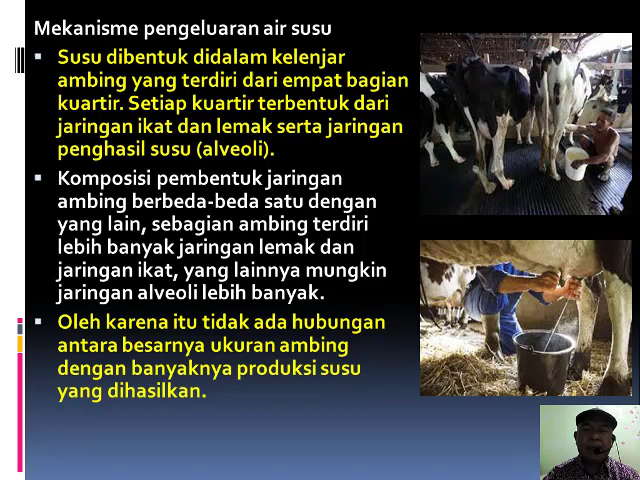 Mekanisme pengeluaran air susu
Susu dibentuk didalam kelenjar
ambing yang terdiri dari empat bagian
kuartir. Setiap kuartir terbentuk dari
jaringan ikat dan lemak serta jaringan
penghasil susu (alveoli).
Komposisi pembentuk jaringan
ambing berbeda-beda satu dengan
yang lain, sebagian ambing terdiri
lebih banyak jaringan lemak dan
jaringan ikat, yang lainnya mungkin
jaringan alveoli lebih banyak.
Oleh karena itu tidak ada hubungan
antara besarnya ukuran ambing
dengan banyaknya produksi susu
yang dihasilkan.